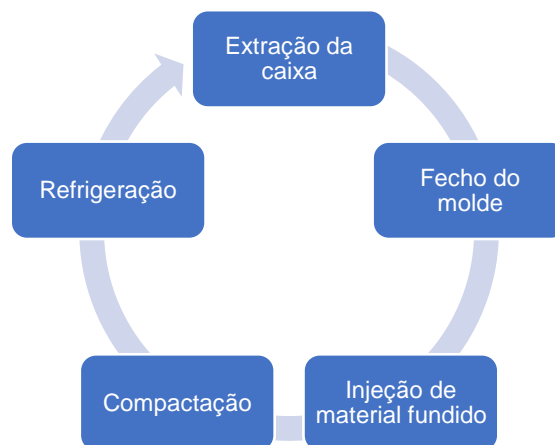 Extração da
caixa
Fecho do
molde
Injeção de
material fundido
Compactação
Refrigeração